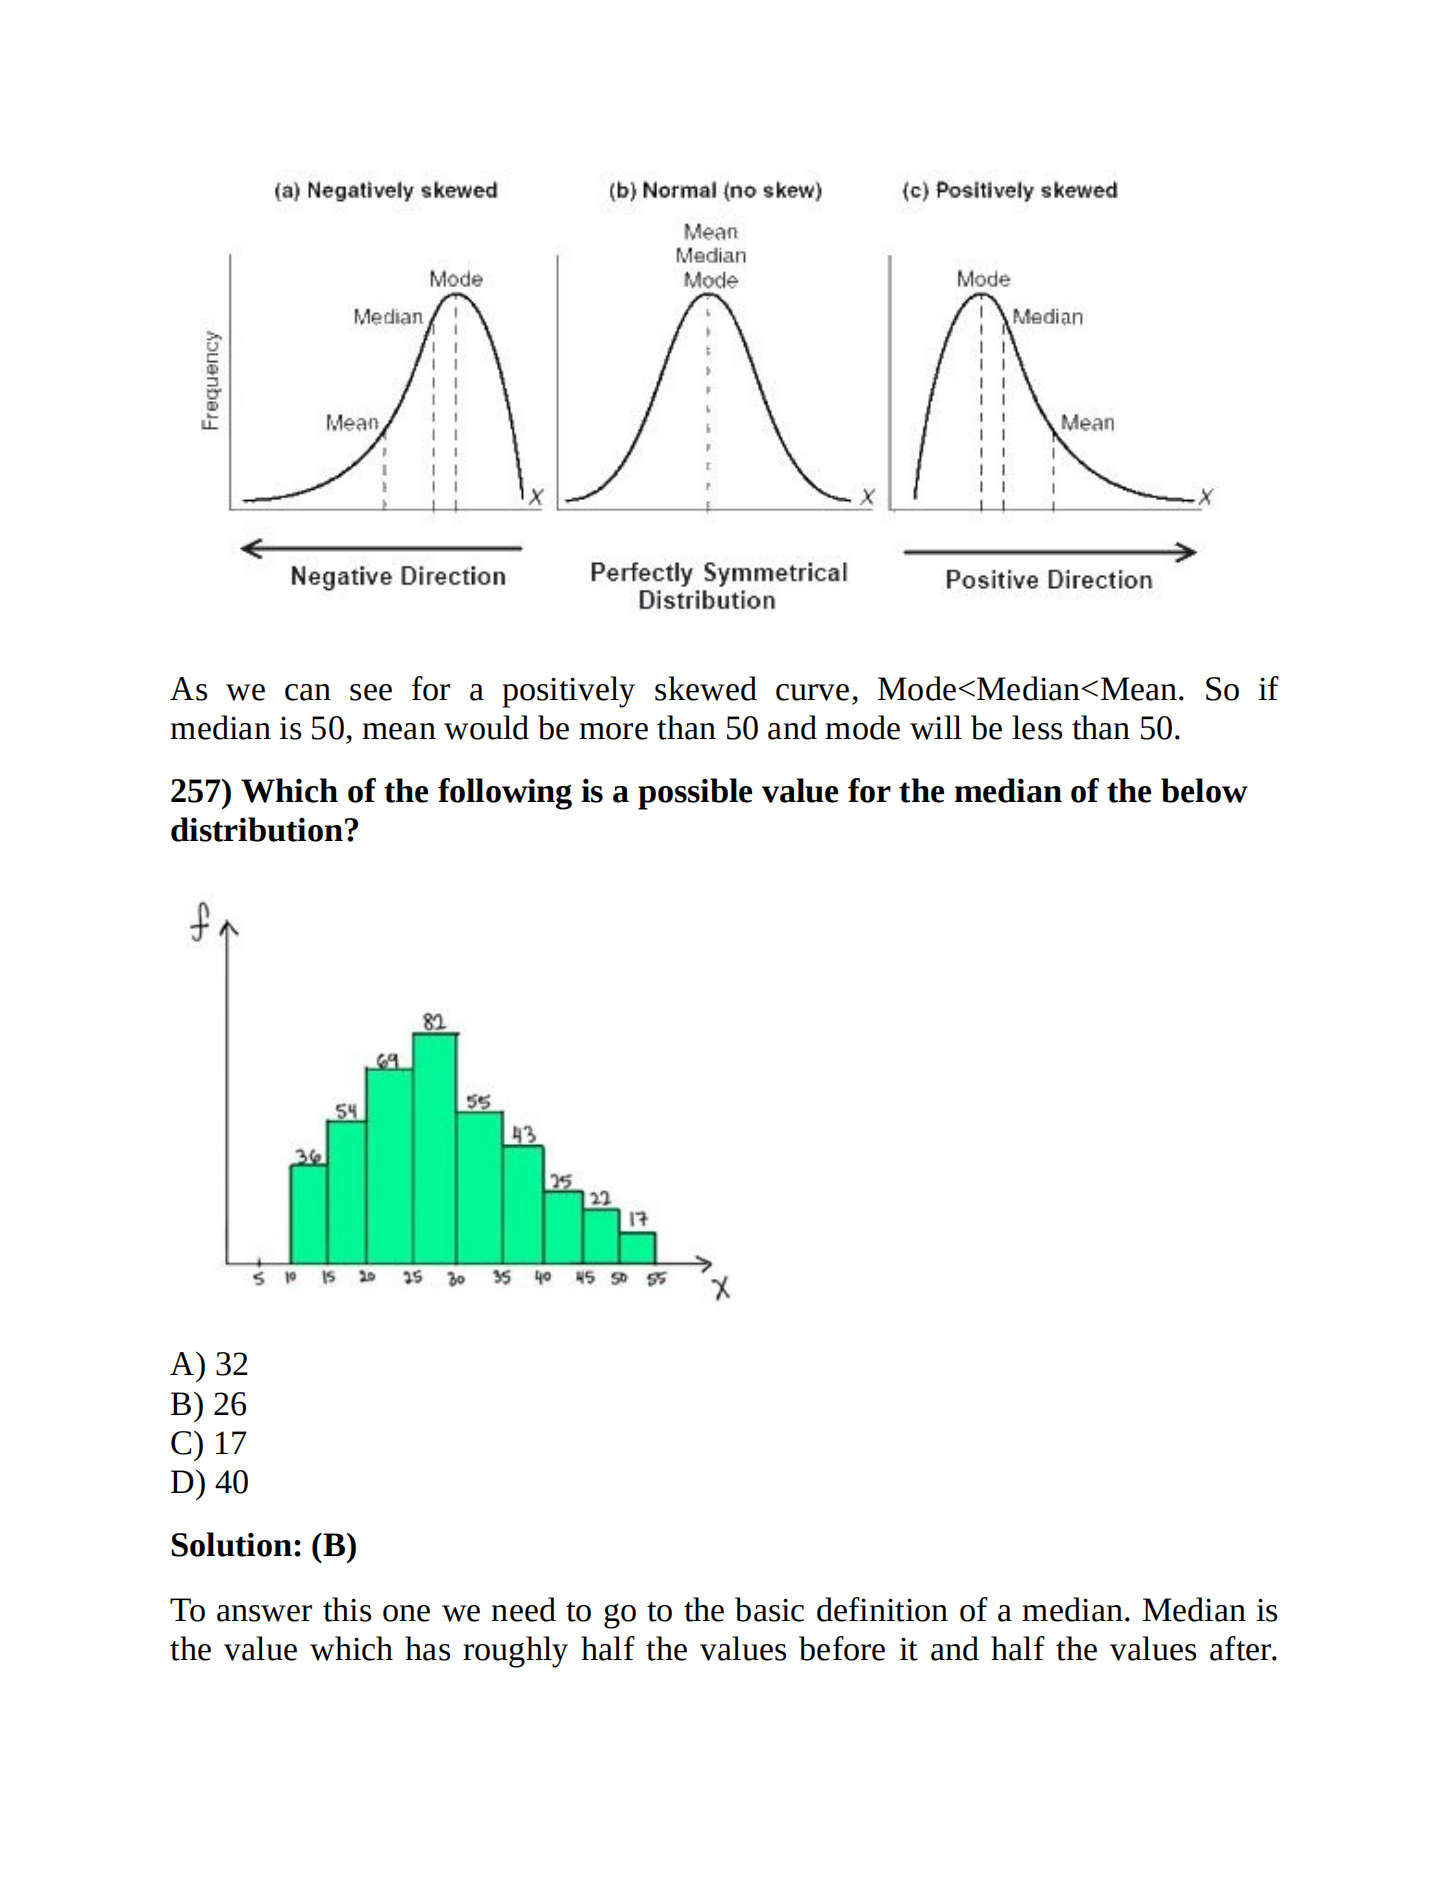 (a) Negatively skewed
(b) Normal (no skew)
(c) Positively skewed
Mean
Median
Mode
Mode
Median
Mean
Mode
Median
Mean
Frequency
X
X
X
Negative Direction
Perfectly Symmetrical
Distribution
Positive Direction
As we can see for a positively skewed curve, Mode<Median<Mean. So if
median is 50, mean would be more than 50 and mode will be less than 50.
257) Which of the following is a possible value for the median of the below
distribution?
f
82
69
54
55
36
43
25
22
17
5 10 15 20 25 30 35 40 45 50 55
X
A) 32
B) 26
C) 17
D) 40
Solution: (B)
To answer this one we need to go to the basic definition of a median. Median is
the value which has roughly half the values before it and half the values after.